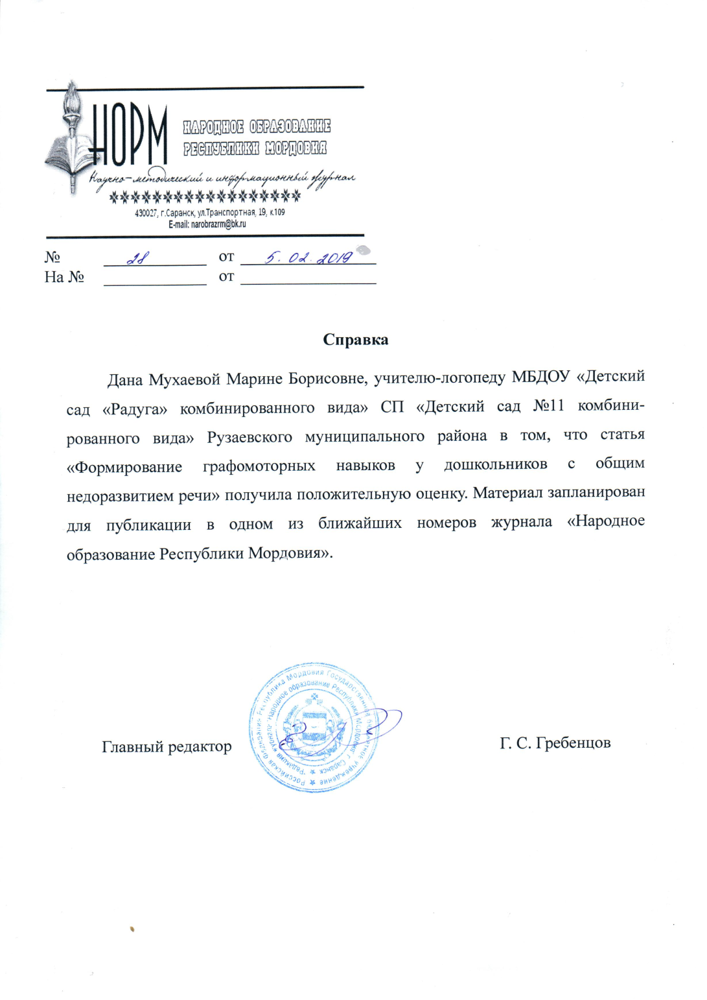 НОРМ
НАРОДНОЕ ОБРАЗОВАНИЕ
РЕСПУБЛИКИ МОРДОВИЯ
Научно-методический и информационный журнал
430027, г.Саранск, ул.Транспортная, 19, к.109
E-mail: narobrazrm@bk.ru
№ 28 от 5.02.2019
На № от
Справка
Дана Мухаевой Марине Борисовне, учителю-логопеду МБДОУ «Детский
сад «Радуга» комбинированного вида» СП «Детский сад №11 комбини-
рованного вида» Рузаевского муниципального района в том, что статья
«Формирование графомоторных навыков у дошкольников с общим
недоразвитием речи» получила положительную оценку. Материал запланирован
для публикации в одном из ближайших номеров журнала «Народное
образование Республики Мордовия».
Российская Федерация Республика Мордовия Государственное бюджетное учреждение
"Редакция журнала "Народное образование Республики Мордовия" г. Саранск
Главный редактор
Г. С. Гребенцов